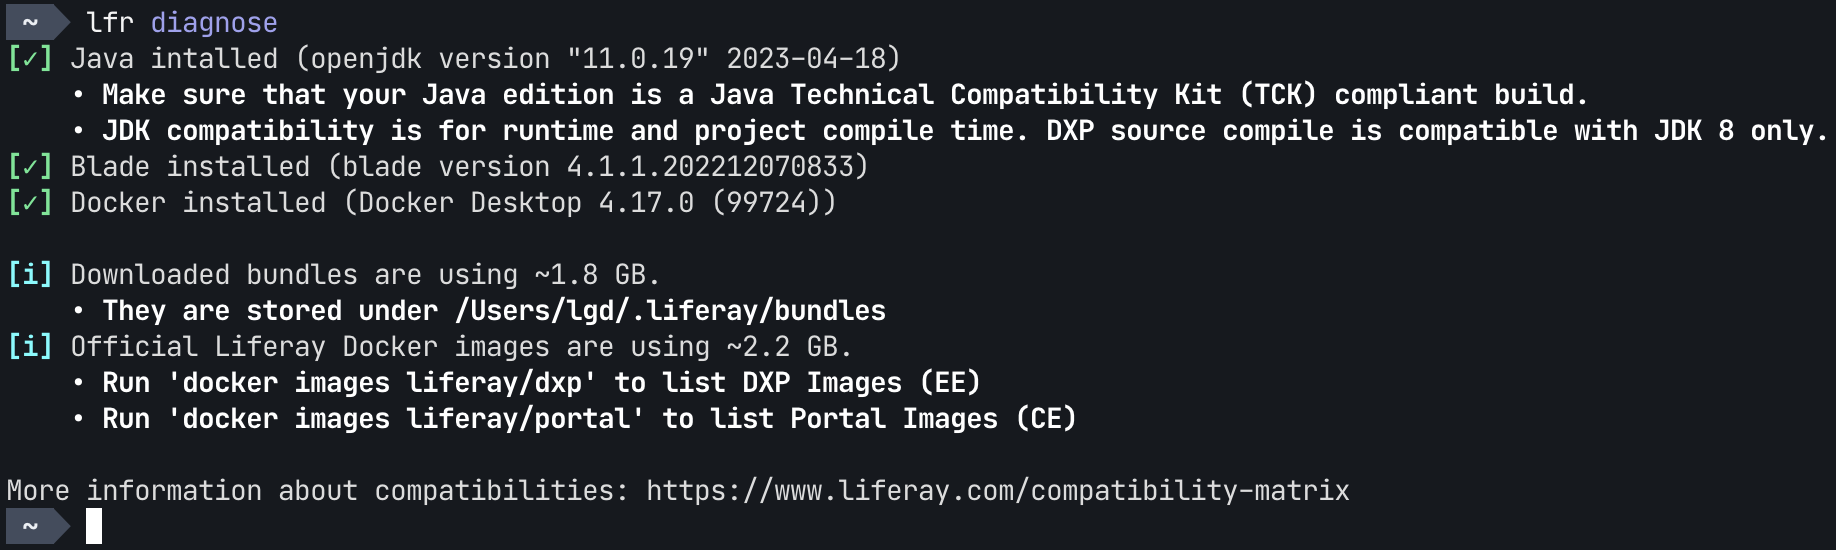 ~ lfr diagnose
[✓] Java intalled (openjdk version "11.0.19" 2023-04-18)
• Make sure that your Java edition is a Java Technical Compatibility Kit (TCK) compliant build.
• JDK compatibility is for runtime and project compile time. DXP source compile is compatible with JDK 8 only.
[✓] Blade installed (blade version 4.1.1.202212070833)
[✓] Docker installed (Docker Desktop 4.17.0 (99724))
[i] Downloaded bundles are using ~1.8 GB.
• They are stored under /Users/lgd/.liferay/bundles
[i] Official Liferay Docker images are using ~2.2 GB.
• Run 'docker images liferay/dxp' to list DXP Images (EE)
• Run 'docker images liferay/portal' to list Portal Images (CE)
More information about compatibilities: https://www.liferay.com/compatibility-matrix
~